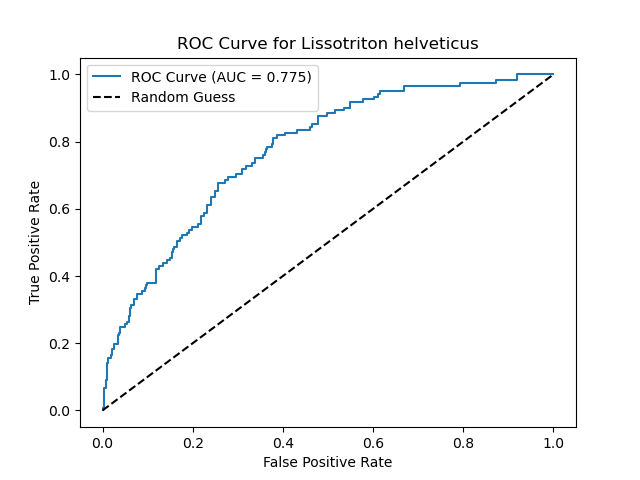 ROC Curve for Lissotriton helveticus
ROC Curve (AUC = 0.775)
Random Guess
True Positive Rate
1.0
0.8
0.6
0.4
0.2
0.0
0.0 0.2 0.4 0.6 0.8 1.0
False Positive Rate